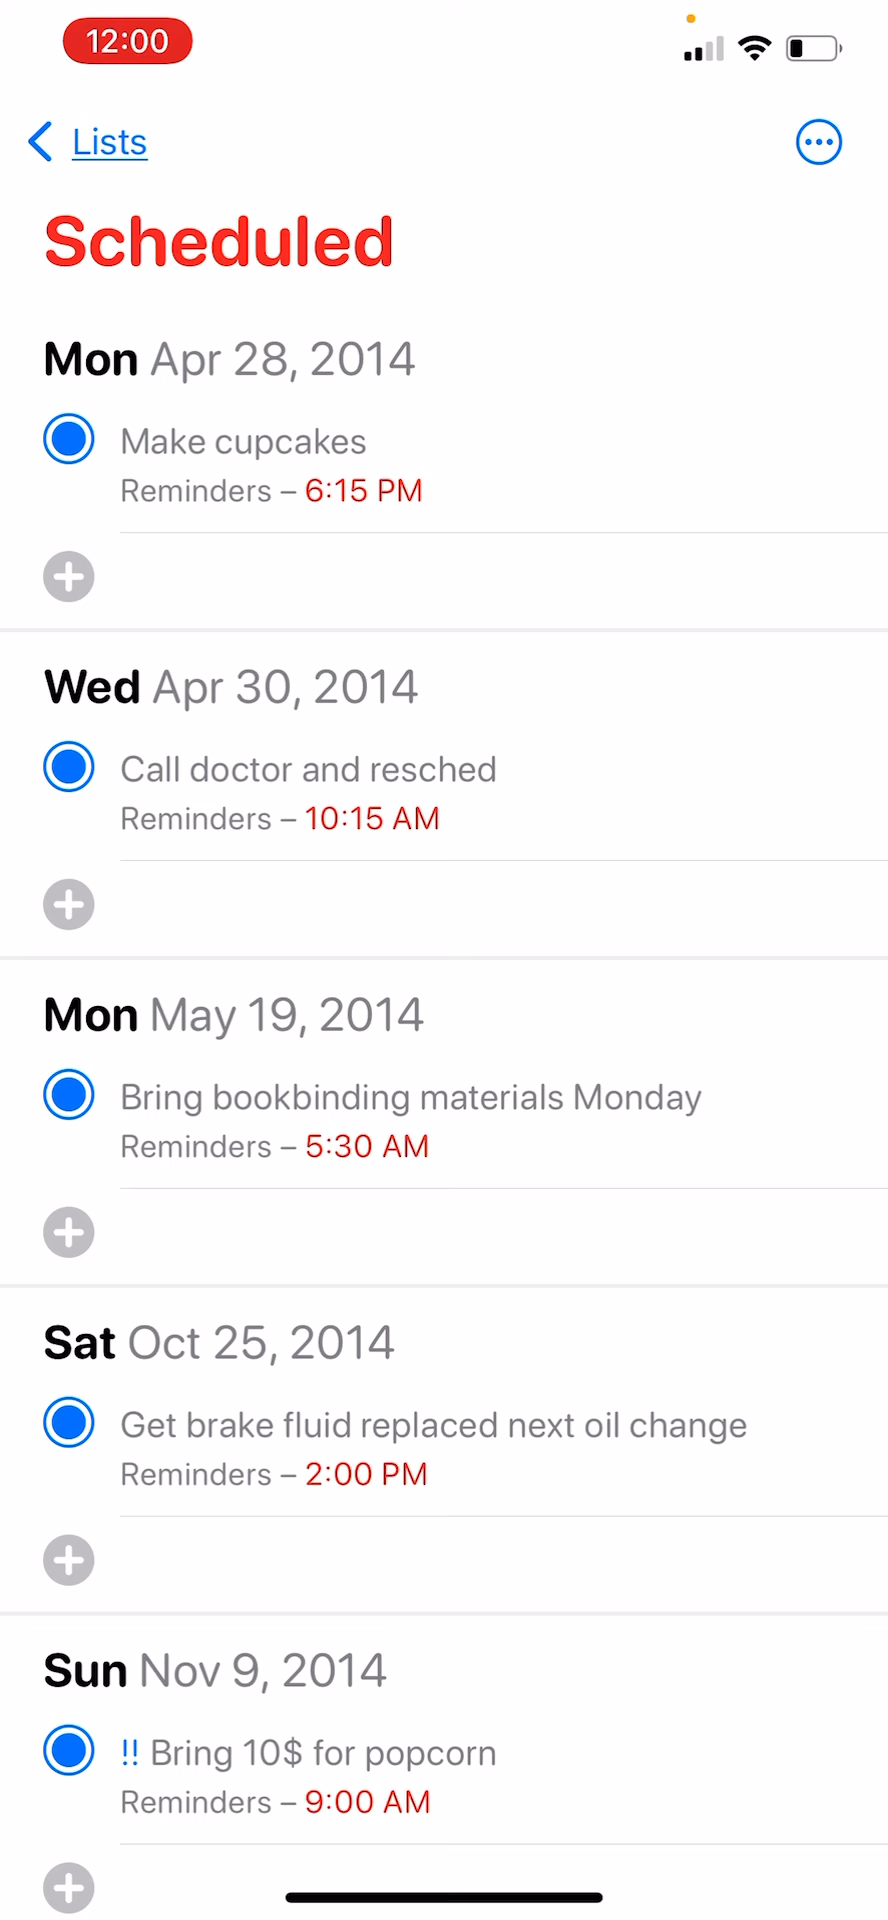 12:00
Lists
Scheduled
Mon Apr 28, 2014
Make cupcakes
Reminders – 6:15 PM
Wed Apr 30, 2014
Call doctor and resched
Reminders – 10:15 AM
Mon May 19, 2014
Bring bookbinding materials Monday
Reminders – 5:30 AM
Sat Oct 25, 2014
Get brake fluid replaced next oil change
Reminders – 2:00 PM
Sun Nov 9, 2014
!! Bring 10$ for popcorn
Reminders – 9:00 AM